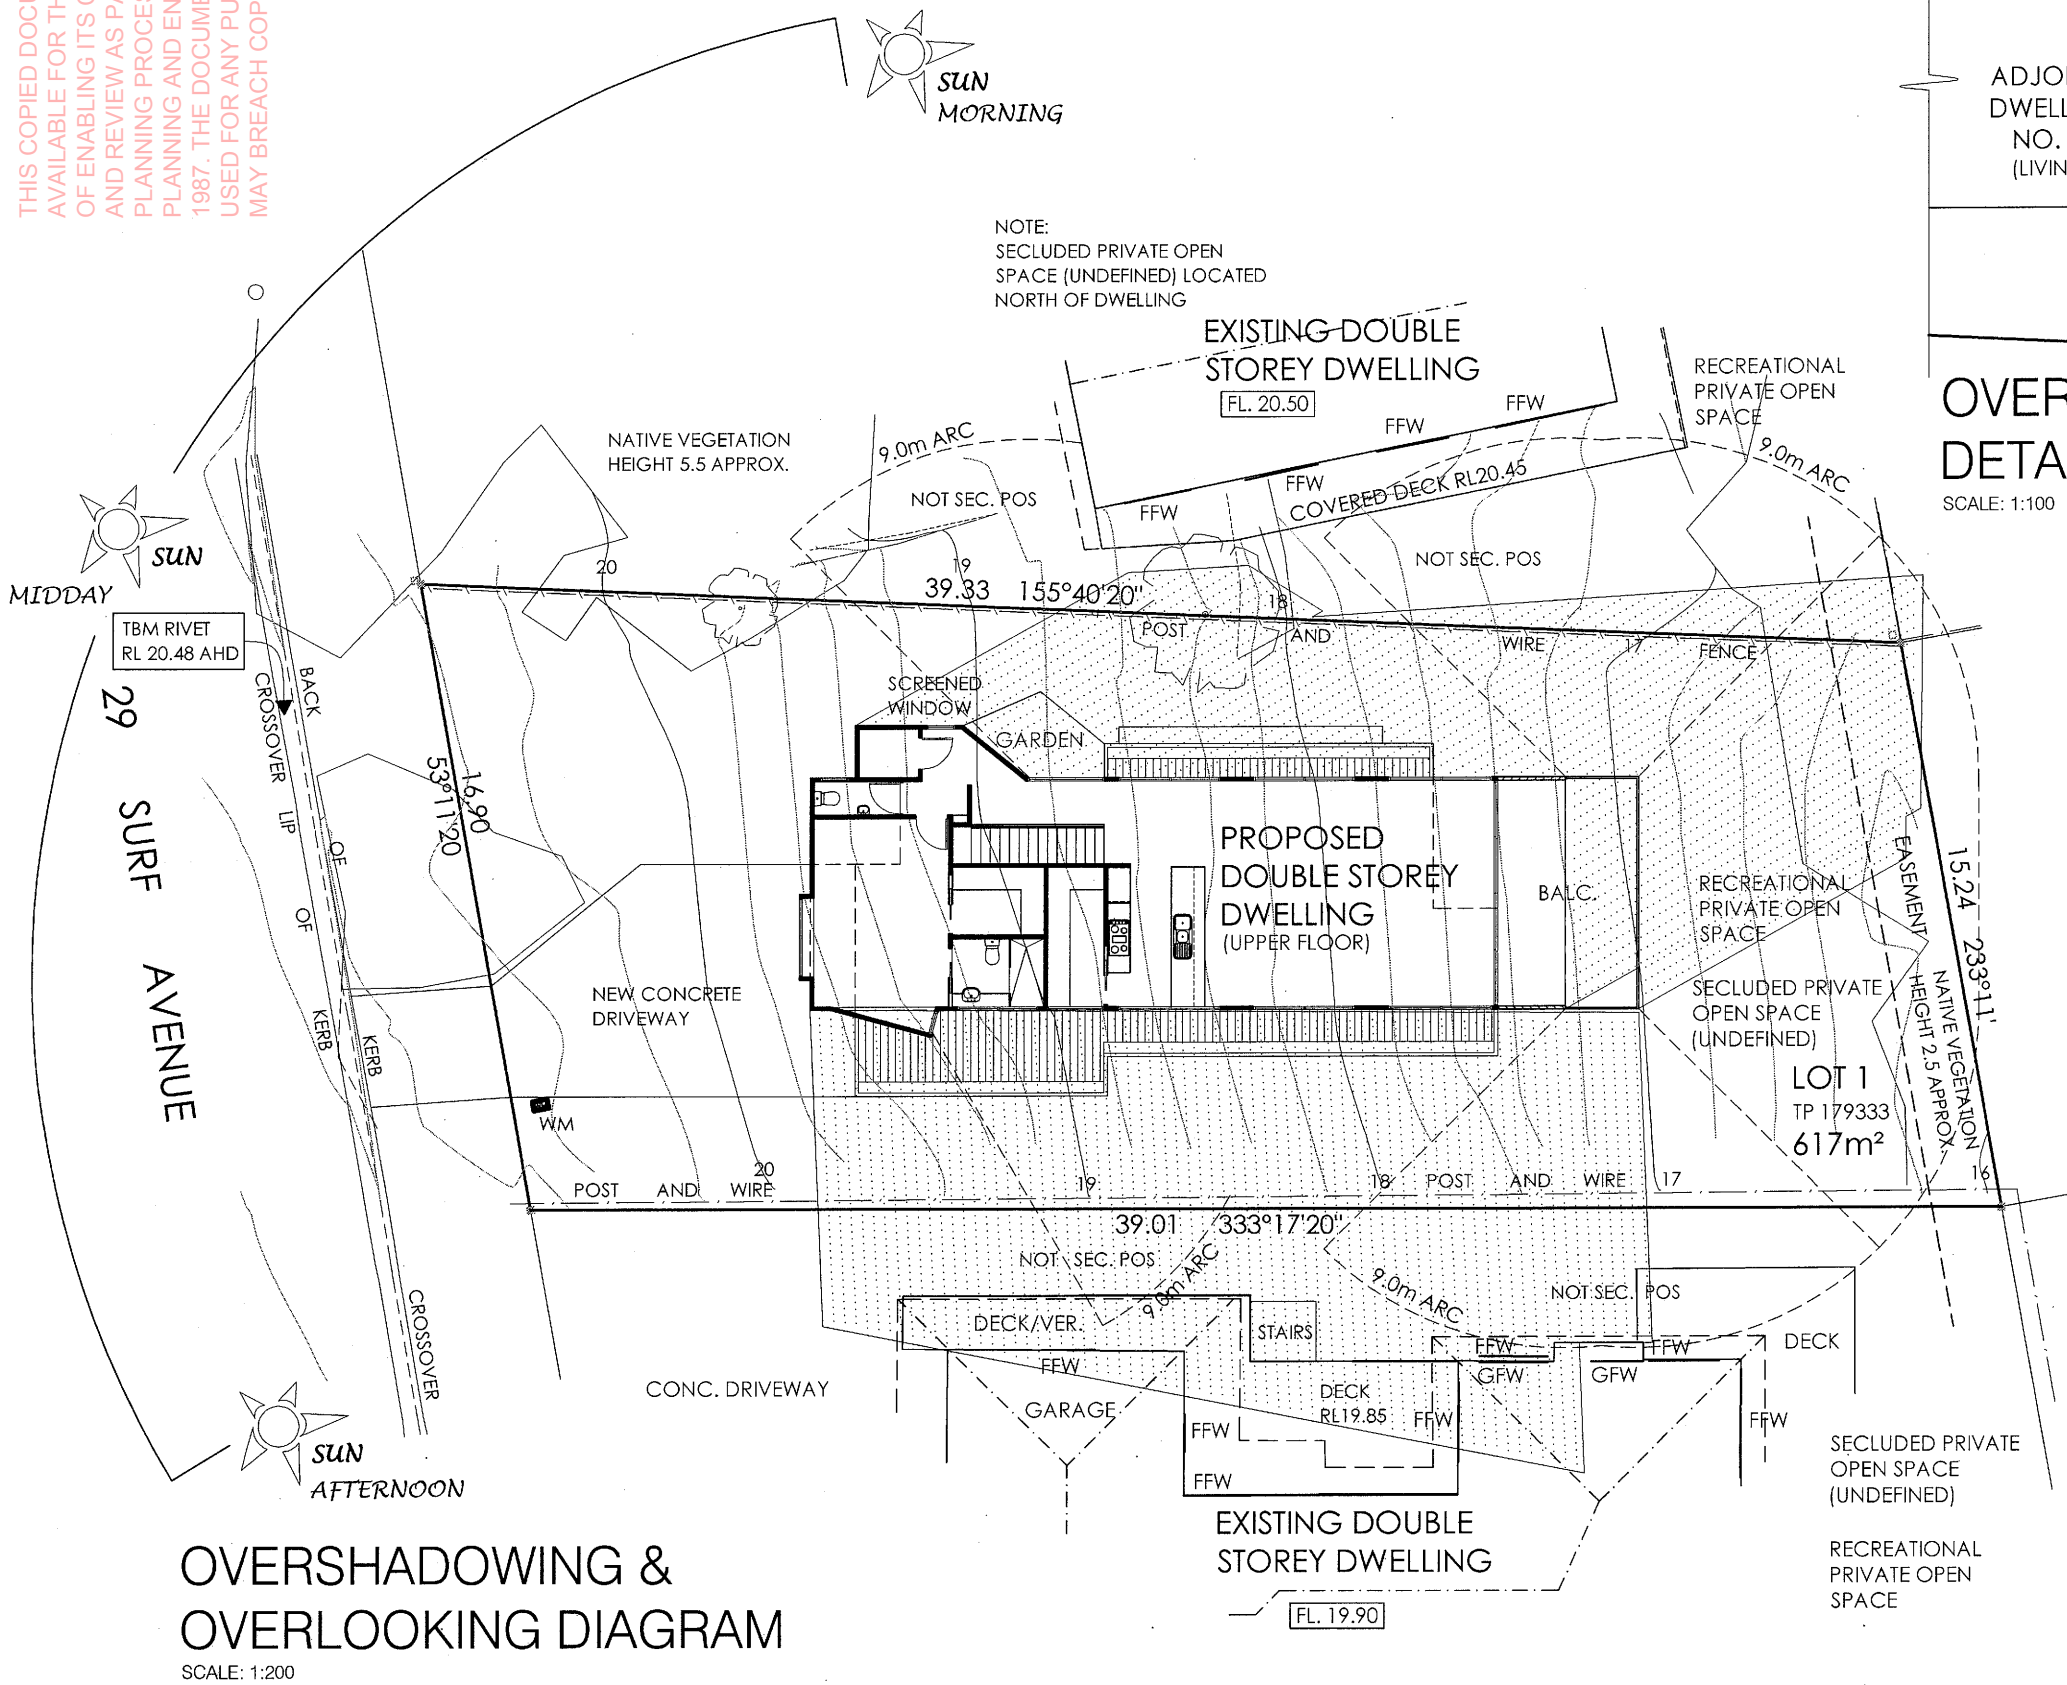 THIS COPIED DOCU
AVAILABLE FOR TH
OF ENABLING ITS C
AND REVIEW AS PA
PLANNING PROCES
PLANNING AND EN
1987. THE DOCUME
USED FOR ANY PU
MAY BREACH COP
SUN
MORNING
ADJO
DWELL
NO.
(LIVIN
NOTE:
SECLUDED PRIVATE OPEN
SPACE (UNDEFINED) LOCATED
NORTH OF DWELLING
EXISTING DOUBLE
STOREY DWELLING
FL. 20.50
RECREATIONAL
PRIVATE OPEN
SPACE
OVER
DETA
SCALE: 1:100
NATIVE VEGETATION
HEIGHT 5.5 APPROX.
9.0m ARC
NOT SEC. POS
FFW
FFW
FFW
FFW
COVERED DECK RL20.45
9.0m ARC
NOT SEC. POS
SUN
MIDDAY
TBM RIVET
RL 20.48 AHD
20
19
39.33 155°40'20"
18
POST AND WIRE 17 FENCE
29 SURF AVENUE
BACK OF KERB
CROSSOVER LIP OF KERB
CROSSOVER
16.90
53°11'20
SCREENED
WINDOW
GARDEN
PROPOSED
DOUBLE STOREY
DWELLING
(UPPER FLOOR)
BALC.
RECREATIONAL
PRIVATE OPEN
SPACE
EASEMENT
15.24 233°11'
NATIVE VEGETATION
HEIGHT 2.5 APPROX.
SECLUDED PRIVATE
OPEN SPACE
(UNDEFINED)
LOT 1
TP 179333
617m²
NEW CONCRETE
DRIVEWAY
WM
20
POST AND WIRE
19
18 POST AND WIRE 17
16
39.01 333°17'20"
NOT SEC. POS
9.0m ARC
9.0m ARC
NOT SEC. POS
DECK/VER.
STAIRS
FFW
FFW
FFW
DECK
GFW
GFW
CONC. DRIVEWAY
GARAGE
DECK
RL19.85
FFW
FFW
FFW
FFW
SUN
AFTERNOON
SECLUDED PRIVATE
OPEN SPACE
(UNDEFINED)
EXISTING DOUBLE
STOREY DWELLING
FL. 19.90
RECREATIONAL
PRIVATE OPEN
SPACE
OVERSHADOWING &
OVERLOOKING DIAGRAM
SCALE: 1:200